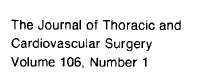 The Journal of Thoracic and
Cardiovascular Surgery
Volume 106, Number 1